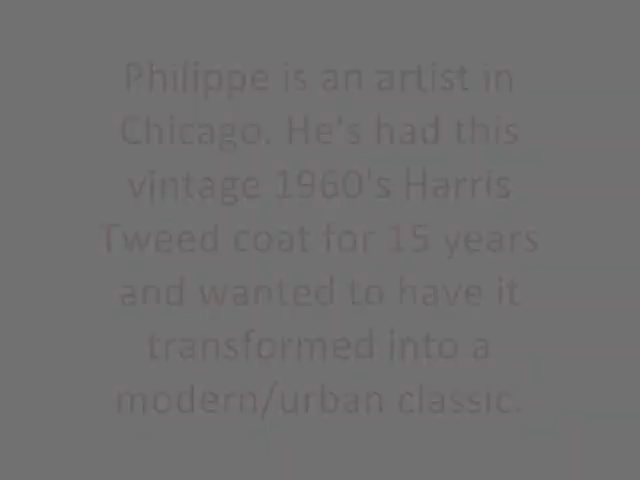 Philippe is an artist in
Chicago. He's had this
vintage 1960's Harris
Tweed coat for 15 years
and wanted to have it
transformed into a
modern/urban classic.